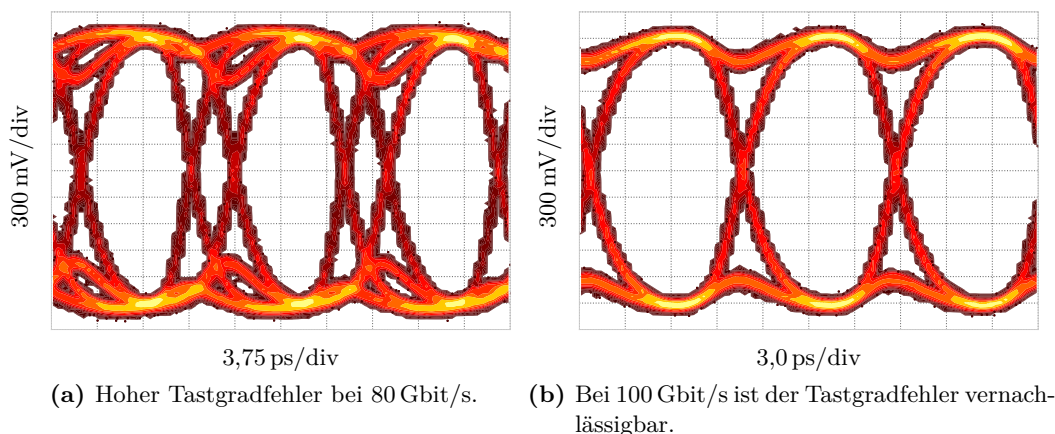 300 mV/div
3,75 ps/div
(a) Hoher Tastgradfehler bei 80 Gbit/s.
300 mV/div
3,0 ps/div
(b) Bei 100 Gbit/s ist der Tastgradfehler vernach-
lässigbar.